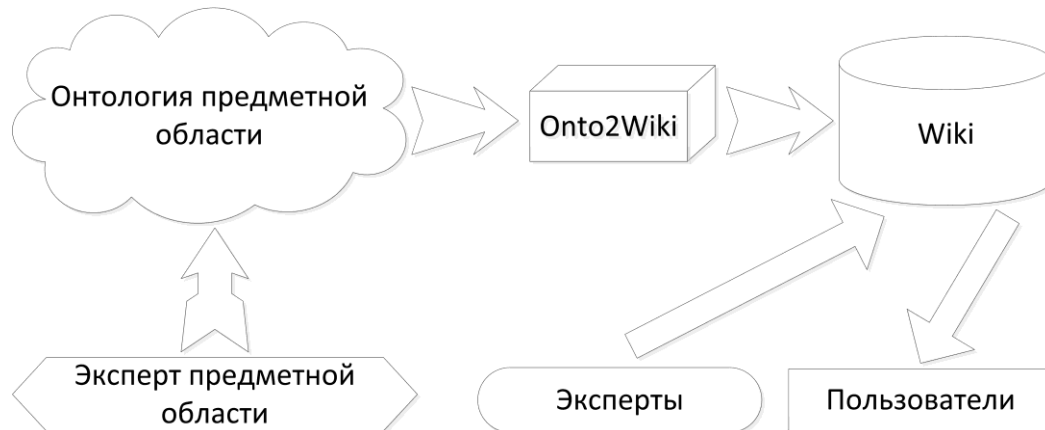 Онтология предметной
области
Onto2Wiki
Wiki
Эксперт предметной
области
Эксперты
Пользователи